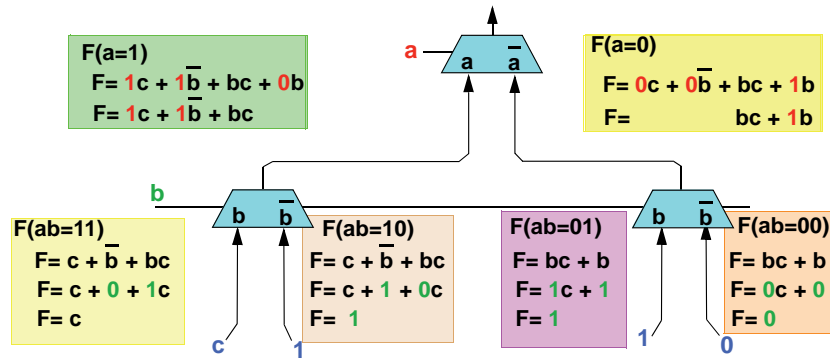 F(a=1)
F= 1c + 1b̅ + bc + 0b
F= 1c + 1b̅ + bc
a
a a̅
F(a=0)
F= 0c + 0b̅ + bc + 1b
F= bc + 1b
b
b b̅
b b̅
F(ab=11)
F= c + b̅ + bc
F= c + 0 + 1c
F= c
F(ab=10)
F= c + b̅ + bc
F= c + 1 + 0c
F= 1
F(ab=01)
F= bc + b
F= 1c + 1
F= 1
F(ab=00)
F= bc + b
F= 0c + 0
F= 0
c 1
1 0